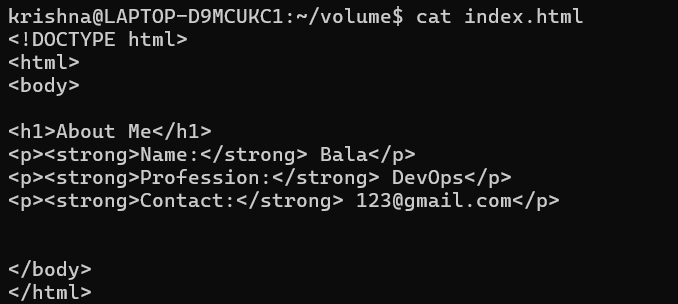 krishna@LAPTOP-D9MCUKC1:~/volume$ cat index.html
<!DOCTYPE html>
<html>
<body>
<h1>About Me</h1>
<p><strong>Name:</strong> Bala</p>
<p><strong>Profession:</strong> DevOps</p>
<p><strong>Contact:</strong> 123@gmail.com</p>
</body>
</html>